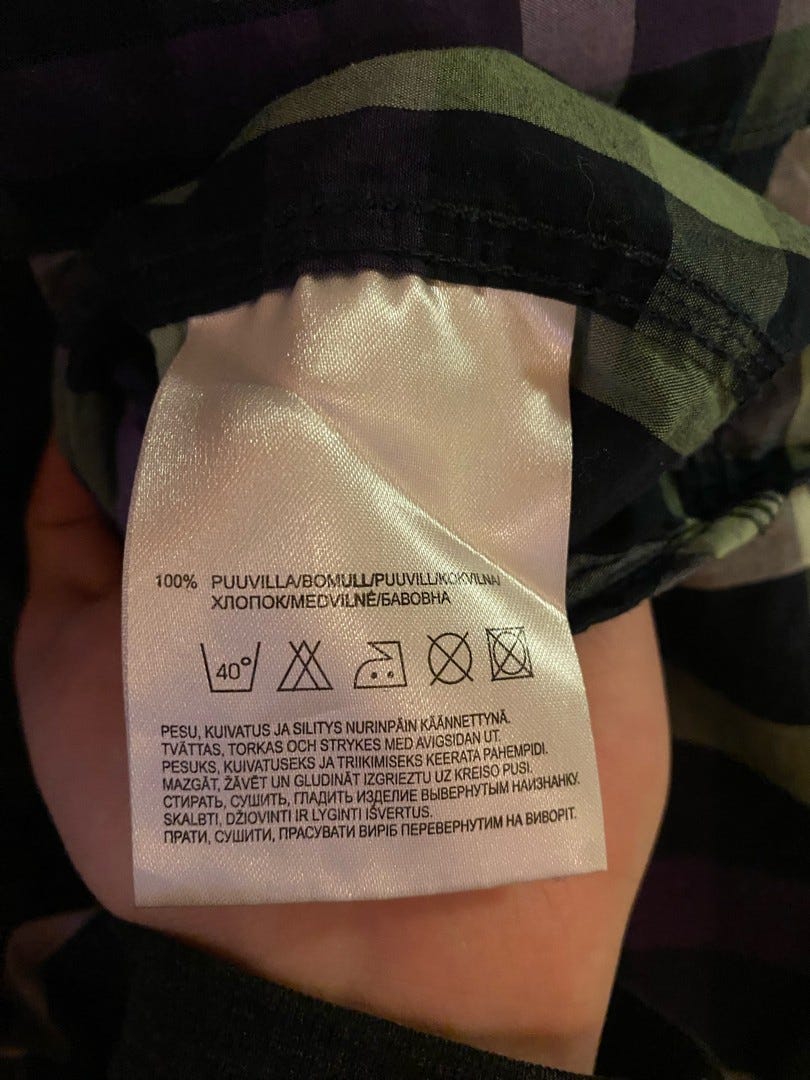 100% PUUVILLA/BOMULL/PUUVILL/KOKVILNA/
ХЛОПОК/MEDVILNĖ/БАВОВНА
40°
PESU, KUIVATUS JA SILITYS NURINPÄIN KÄÄNNETTYNÄ.
TVÄTTAS, TORKAS OCH STRYKES MED AVIGSIDAN UT.
PESUKS, KUIVATUSEKS JA TRIIKIMISEKS KEERATA PAHEMPIDI.
MAZGĀT, ŽĀVĒT UN GLUDINĀT IZGRIEZTU UZ KREISO PUSI.
СТИРАТЬ, СУШИТЬ, ГЛАДИТЬ ИЗДЕЛИЕ ВЫВЕРНУТЫМ НАИЗНАНКУ.
SKALBTI, DŽIOVINTI IR LYGINTI IŠVERTUS.
ПРАТИ, СУШИТИ, ПРАСУВАТИ ВИРІБ ПЕРЕВЕРНУТИМ НА ВИВОРІТ.